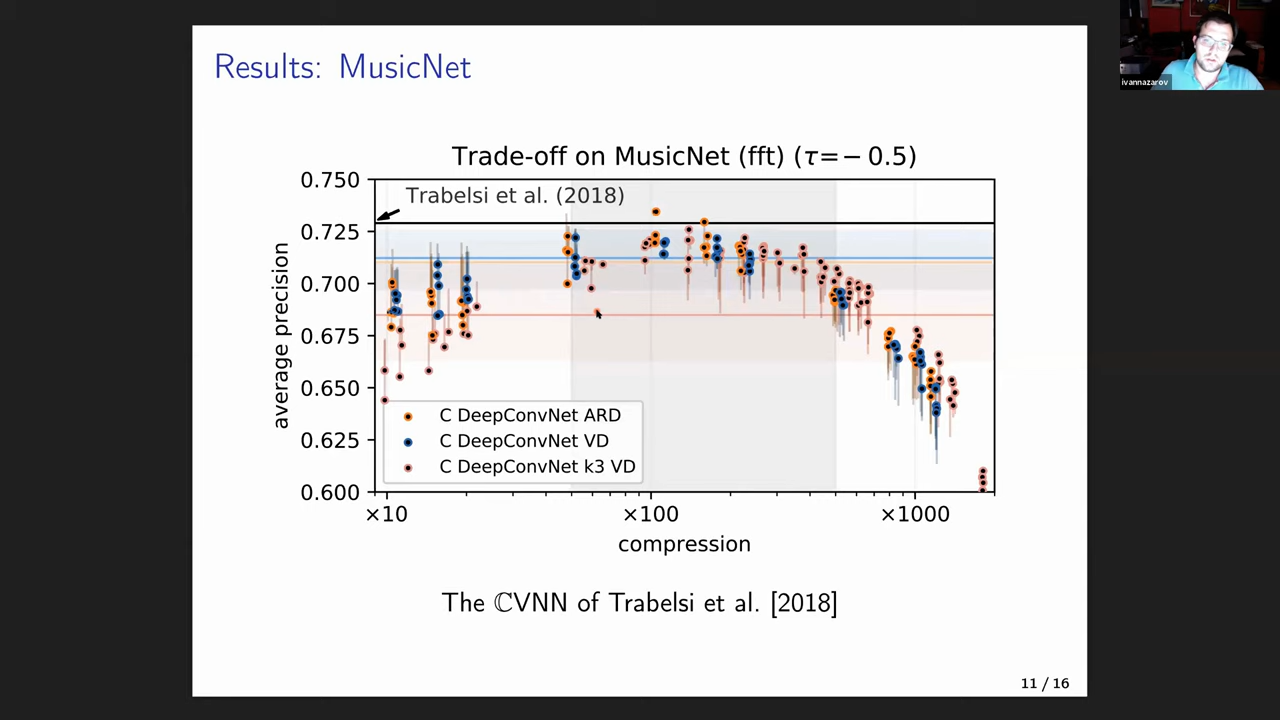 Results: MusicNet
ivannazarov
Trade-off on MusicNet (fft) (τ=− 0.5)
0.750
0.725
0.700
0.675
0.650
0.625
0.600
average precision
Trabelsi et al. (2018)
C DeepConvNet ARD
C DeepConvNet VD
C DeepConvNet k3 VD
×10
×100
×1000
compression
The ℂVNN of Trabelsi et al. [2018]
11 / 16